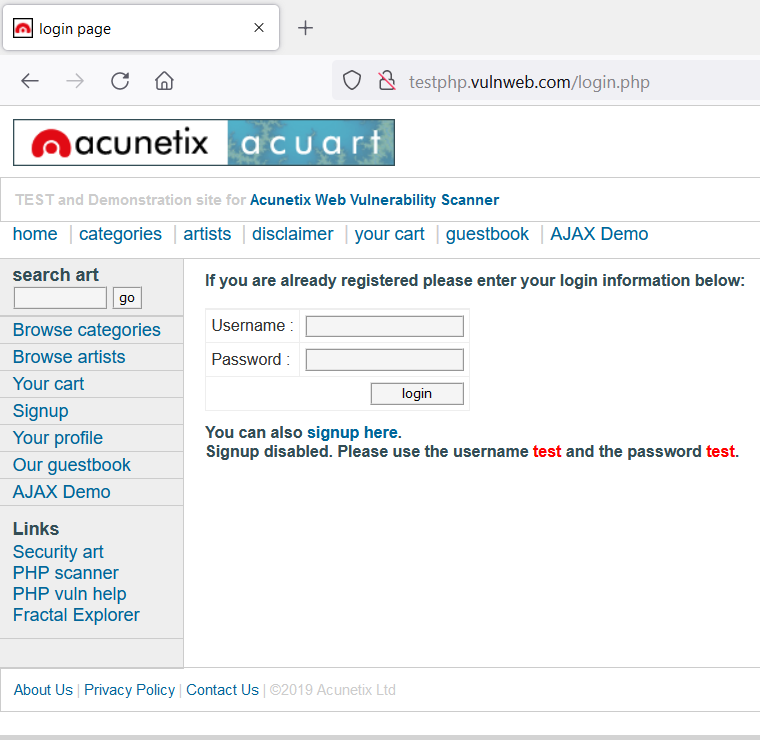 login page
testphp.vulnweb.com/login.php
acunetix acuart
TEST and Demonstration site for Acunetix Web Vulnerability Scanner
home | categories | artists | disclaimer | your cart | guestbook | AJAX Demo
search art
go
Browse categories
Browse artists
Your cart
Signup
Your profile
Our guestbook
AJAX Demo
Links
Security art
PHP scanner
PHP vuln help
Fractal Explorer
If you are already registered please enter your login information below:
Username :
Password :
login
You can also signup here.
Signup disabled. Please use the username test and the password test.
About Us | Privacy Policy | Contact Us | ©2019 Acunetix Ltd